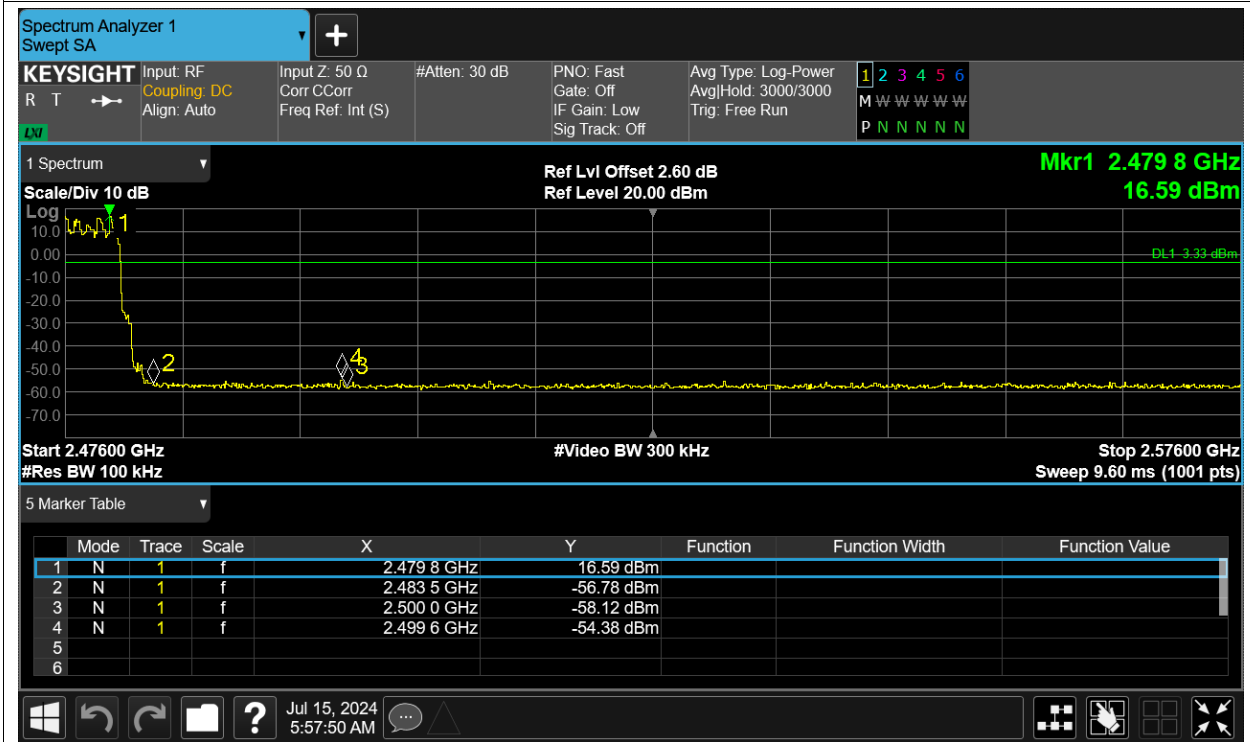 Spectrum Analyzer 1
Swept SA
KEYSIGHT Input: RF Input Z: 50 Ω #Atten: 30 dB PNO: Fast Avg Type: Log-Power 1 2 3 4 5 6
R T Coupling: DC Corr CCorr Gate: Off Avg|Hold: 3000/3000 M W W W W W
Align: Auto Freq Ref: Int (S) IF Gain: Low Trig: Free Run
LXI Sig Track: Off P N N N N N
1 Spectrum Ref Lvl Offset 2.60 dB Mkr1 2.479 8 GHz
Scale/Div 10 dB Ref Level 20.00 dBm 16.59 dBm
Log 1
10.0
0.00 DL1 -3.33 dBm
-10.0
-20.0
-30.0
-40.0 2 4
-50.0 3
-60.0
-70.0
Start 2.47600 GHz #Video BW 300 kHz Stop 2.57600 GHz
#Res BW 100 kHz Sweep 9.60 ms (1001 pts)
5 Marker Table
Mode Trace Scale X Y Function Function Width Function Value
1 N 1 f 2.479 8 GHz 16.59 dBm
2 N 1 f 2.483 5 GHz -56.78 dBm
3 N 1 f 2.500 0 GHz -58.12 dBm
4 N 1 f 2.499 6 GHz -54.38 dBm
5
6
? Jul 15, 2024
5:57:50 AM